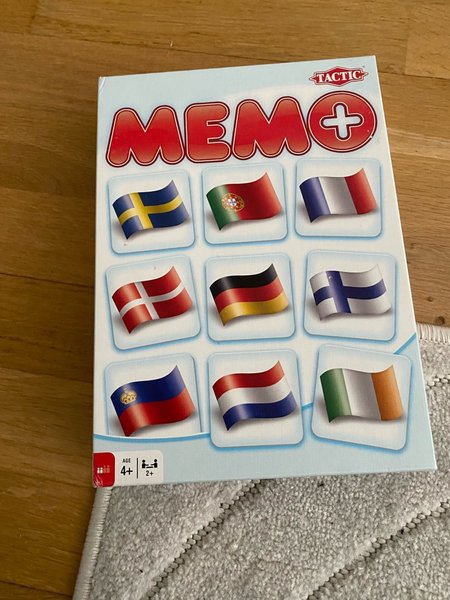 TACTIC
MEMO+
AGE
4+
2+